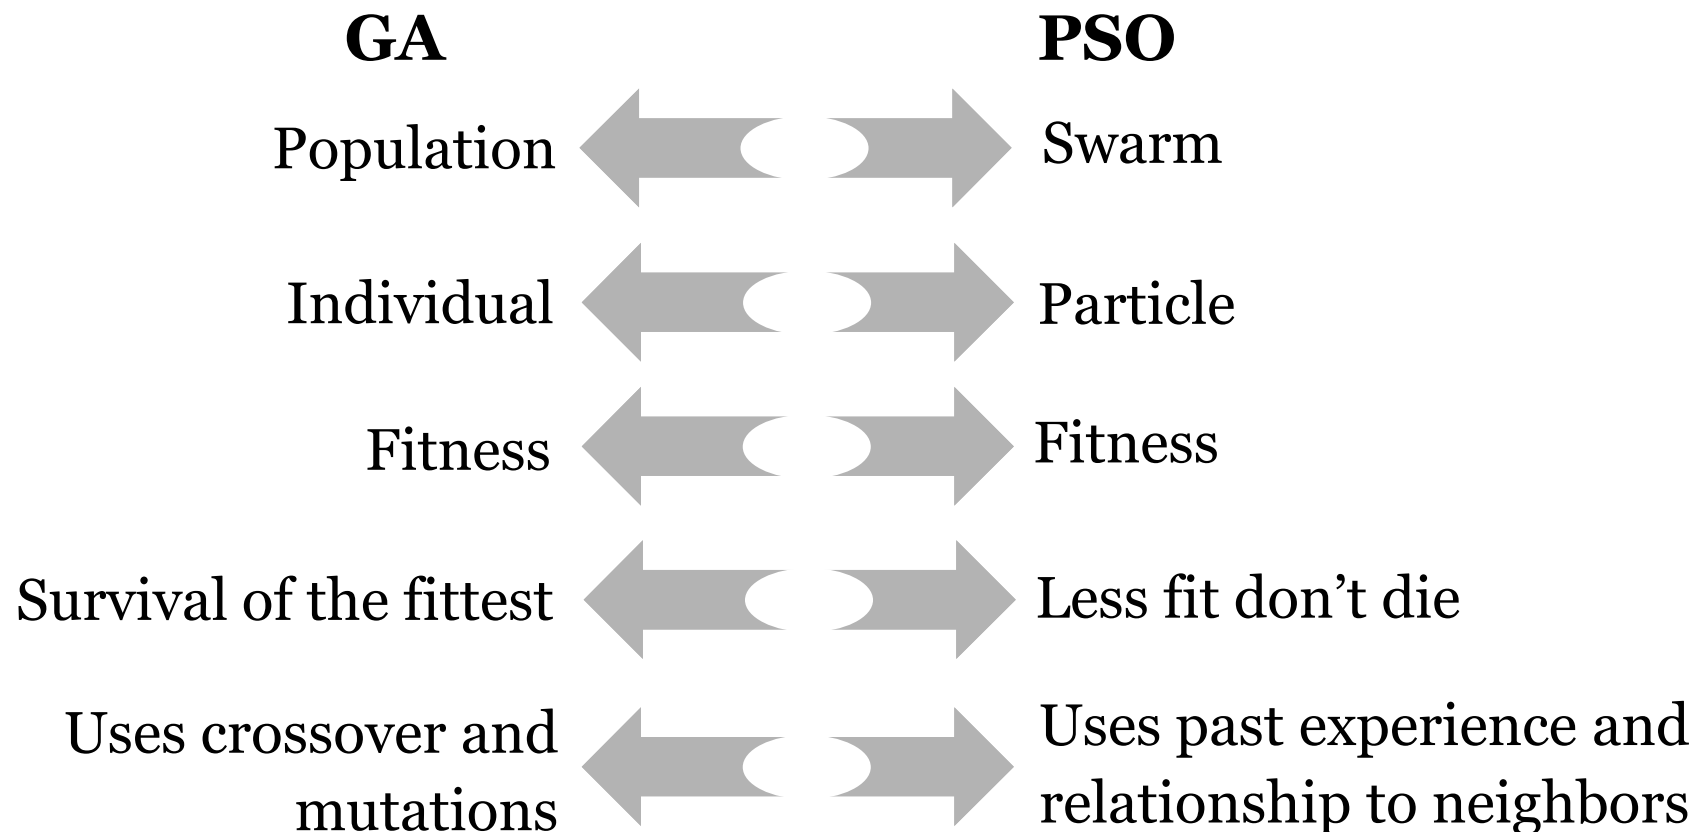 GA
PSO
Population
Swarm
Individual
Particle
Fitness
Fitness
Survival of the fittest
Less fit don’t die
Uses crossover and
mutations
Uses past experience and
relationship to neighbors